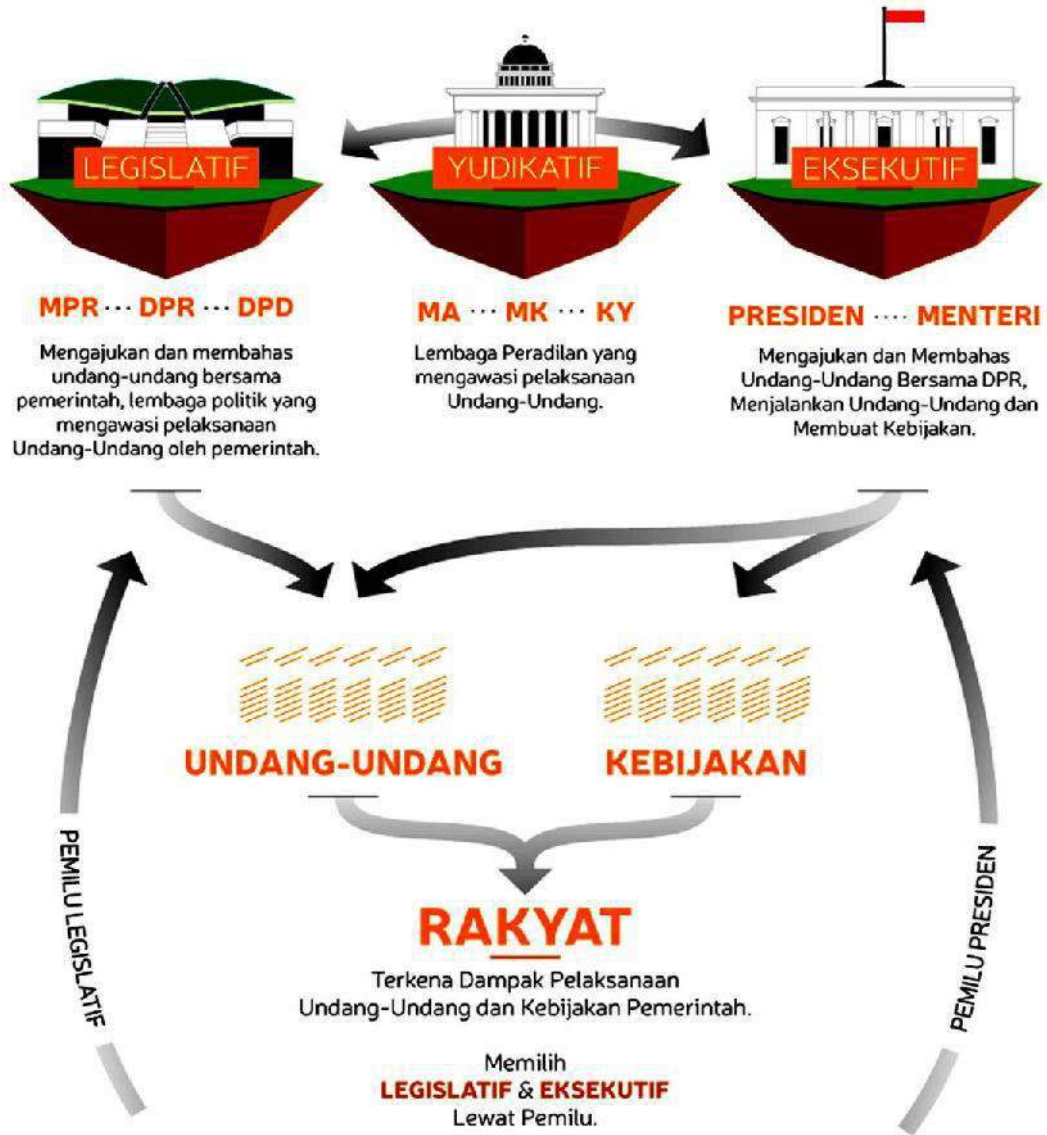 LEGISLATIF
YUDIKATIF
EKSEKUTIF
MPR ··· DPR ··· DPD
Mengajukan dan membahas
undang-undang bersama
pemerintah, lembaga politik yang
mengawasi pelaksanaan
Undang-Undang oleh pemerintah.
MA ··· MK ··· KY
Lembaga Peradilan yang
mengawasi pelaksanaan
Undang-Undang.
PRESIDEN ···· MENTERI
Mengajukan dan Membahas
Undang-Undang Bersama DPR,
Menjalankan Undang-Undang dan
Membuat Kebijakan.
UNDANG-UNDANG
KEBIJAKAN
PEMILU LEGISLATIF
PEMILU PRESIDEN
RAKYAT
Terkena Dampak Pelaksanaan
Undang-Undang dan Kebijakan Pemerintah.
Memilih
LEGISLATIF & EKSEKUTIF
Lewat Pemilu.